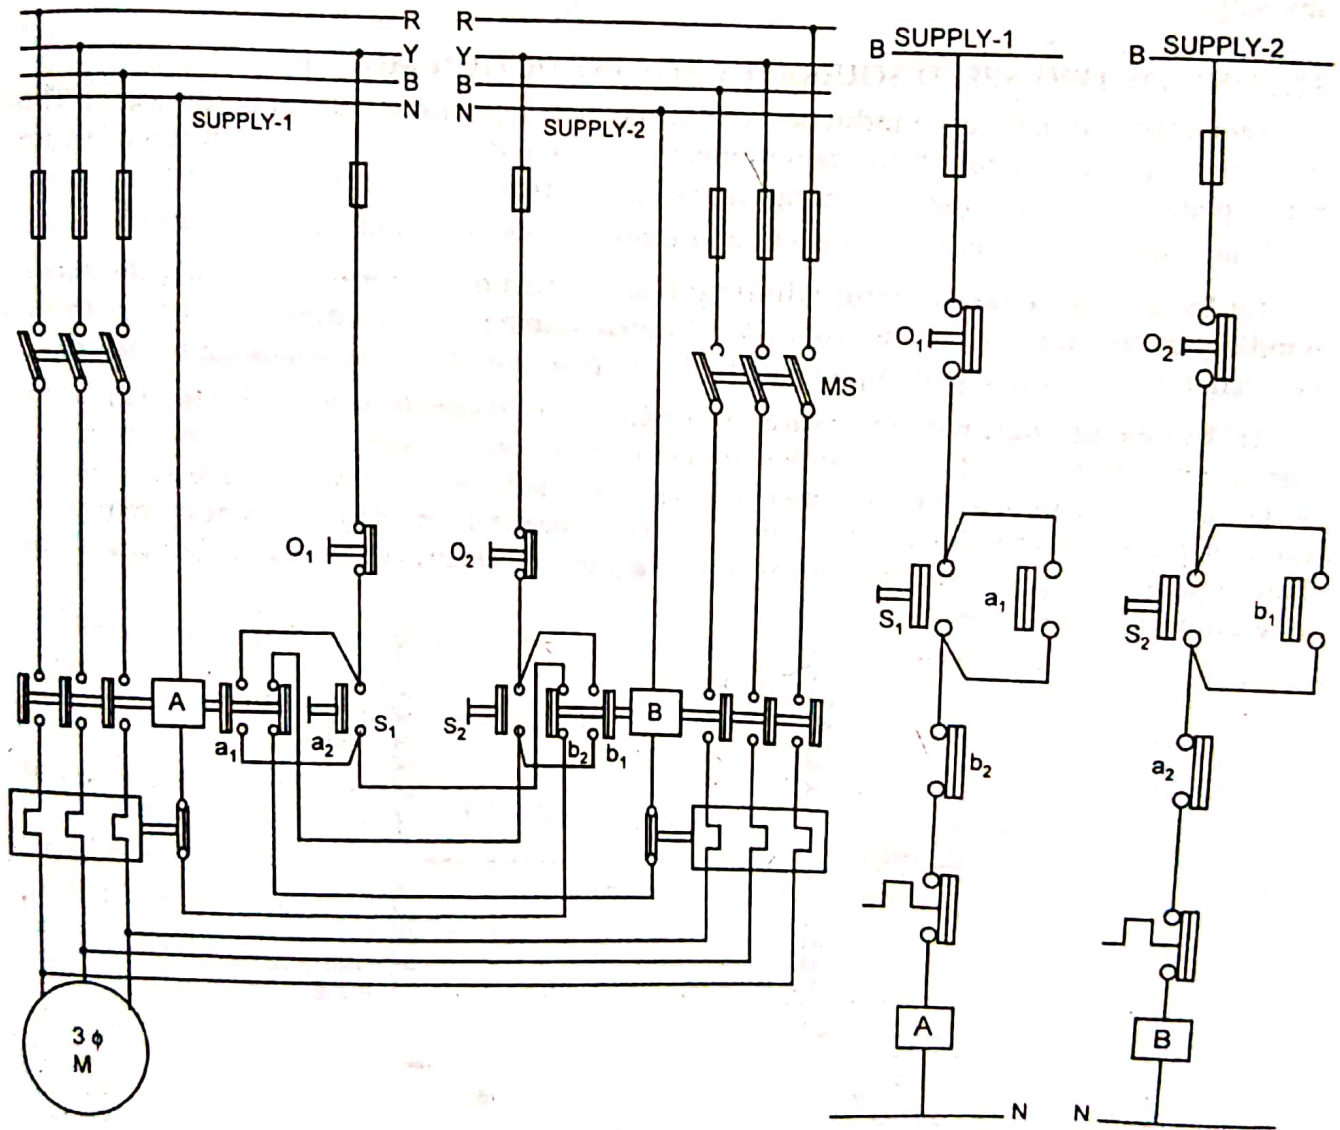 R R
Y Y
B B
N N
SUPPLY-1 SUPPLY-2
B SUPPLY-1
B SUPPLY-2
MS
O1 O2
O1 O2
A a1 a2 S1 S2 b2 b1 B
S1 a1 S2 b1
b2 a2
A B
3 ϕ
M
N N